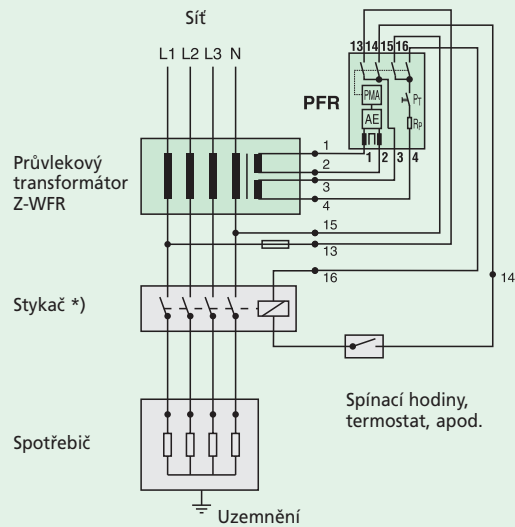 Síť
L1 L2 L3 N
13 14 15 16
PFR
PMA
PT
AE
RP
1 2 3 4
Průvlekový
transformátor
Z-WFR
1
2
3
4
15
13
16
14
Stykač *)
Spínací hodiny,
termostat, apod.
Spotřebič
Uzemnění